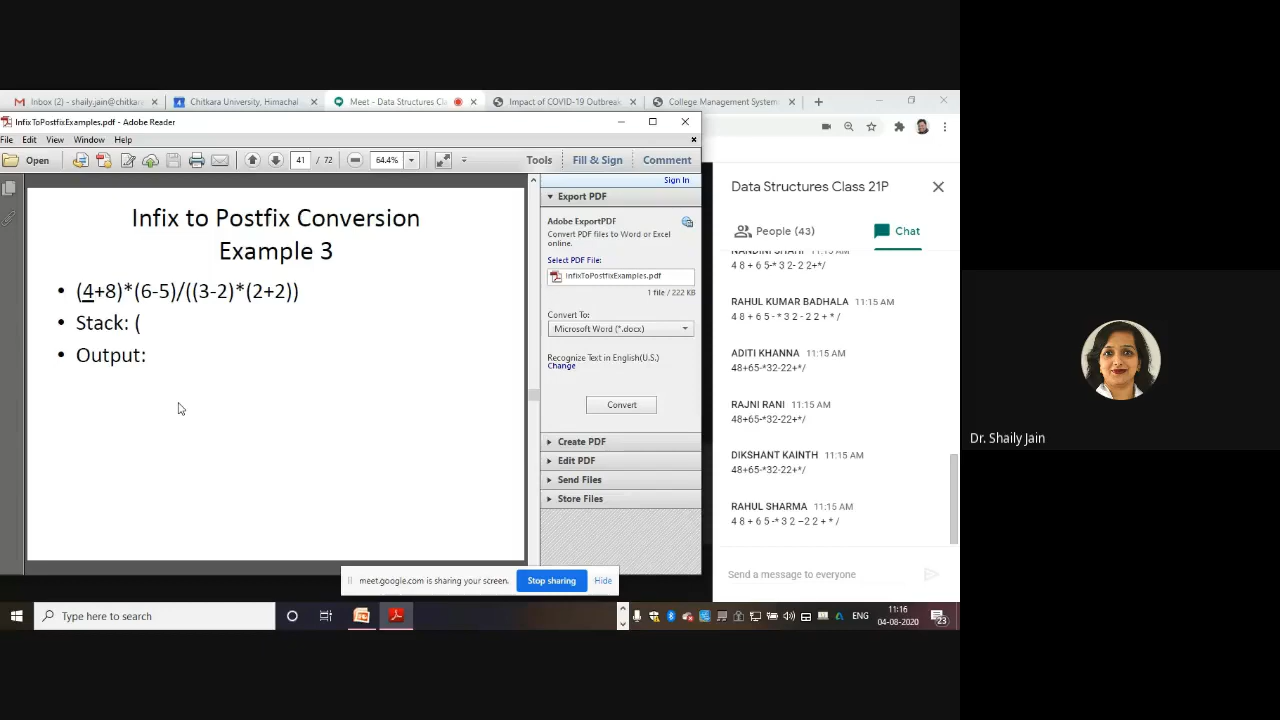 Inbox (2) - shaily.jain@chitkar
Chitkara University, Himachal
Meet - Data Structures Cla
Impact of COVID-19 Outbreak
College Management System
InfixToPostfixExamples.pdf - Adobe Reader
File Edit View Window Help
Open
41 / 72
64.4%
Tools
Fill & Sign
Comment
Sign In
Infix to Postfix Conversion
Example 3
• (4+8)*(6-5)/((3-2)*(2+2))
• Stack: (
• Output:
Export PDF
Adobe ExportPDF
Convert PDF files to Word or Excel
online.
Select PDF File:
InfixToPostfixExamples.pdf
1 file / 222 KB
Convert To:
Microsoft Word (*.docx)
Recognize Text in English(U.S.)
Change
Convert
Create PDF
Edit PDF
Send Files
Store Files
Data Structures Class 21P
People (43)
Chat
4 8 + 6 5-* 3 2- 2 2+*/
RAHUL KUMAR BADHALA 11:15 AM
4 8 + 6 5 - * 3 2 - 2 2 + * /
ADITI KHANNA 11:15 AM
48+65-*32-22+*/
RAJNI RANI 11:15 AM
48+65-*32-22+*/
DIKSHANT KAINTH 11:15 AM
48+65-*32-22+*/
RAHUL SHARMA 11:15 AM
4 8 + 6 5 -* 3 2 –2 2 + * /
Send a message to everyone
meet.google.com is sharing your screen.
Stop sharing
Hide
Type here to search
ENG
11:16
04-08-2020
23
Dr. Shaily Jain